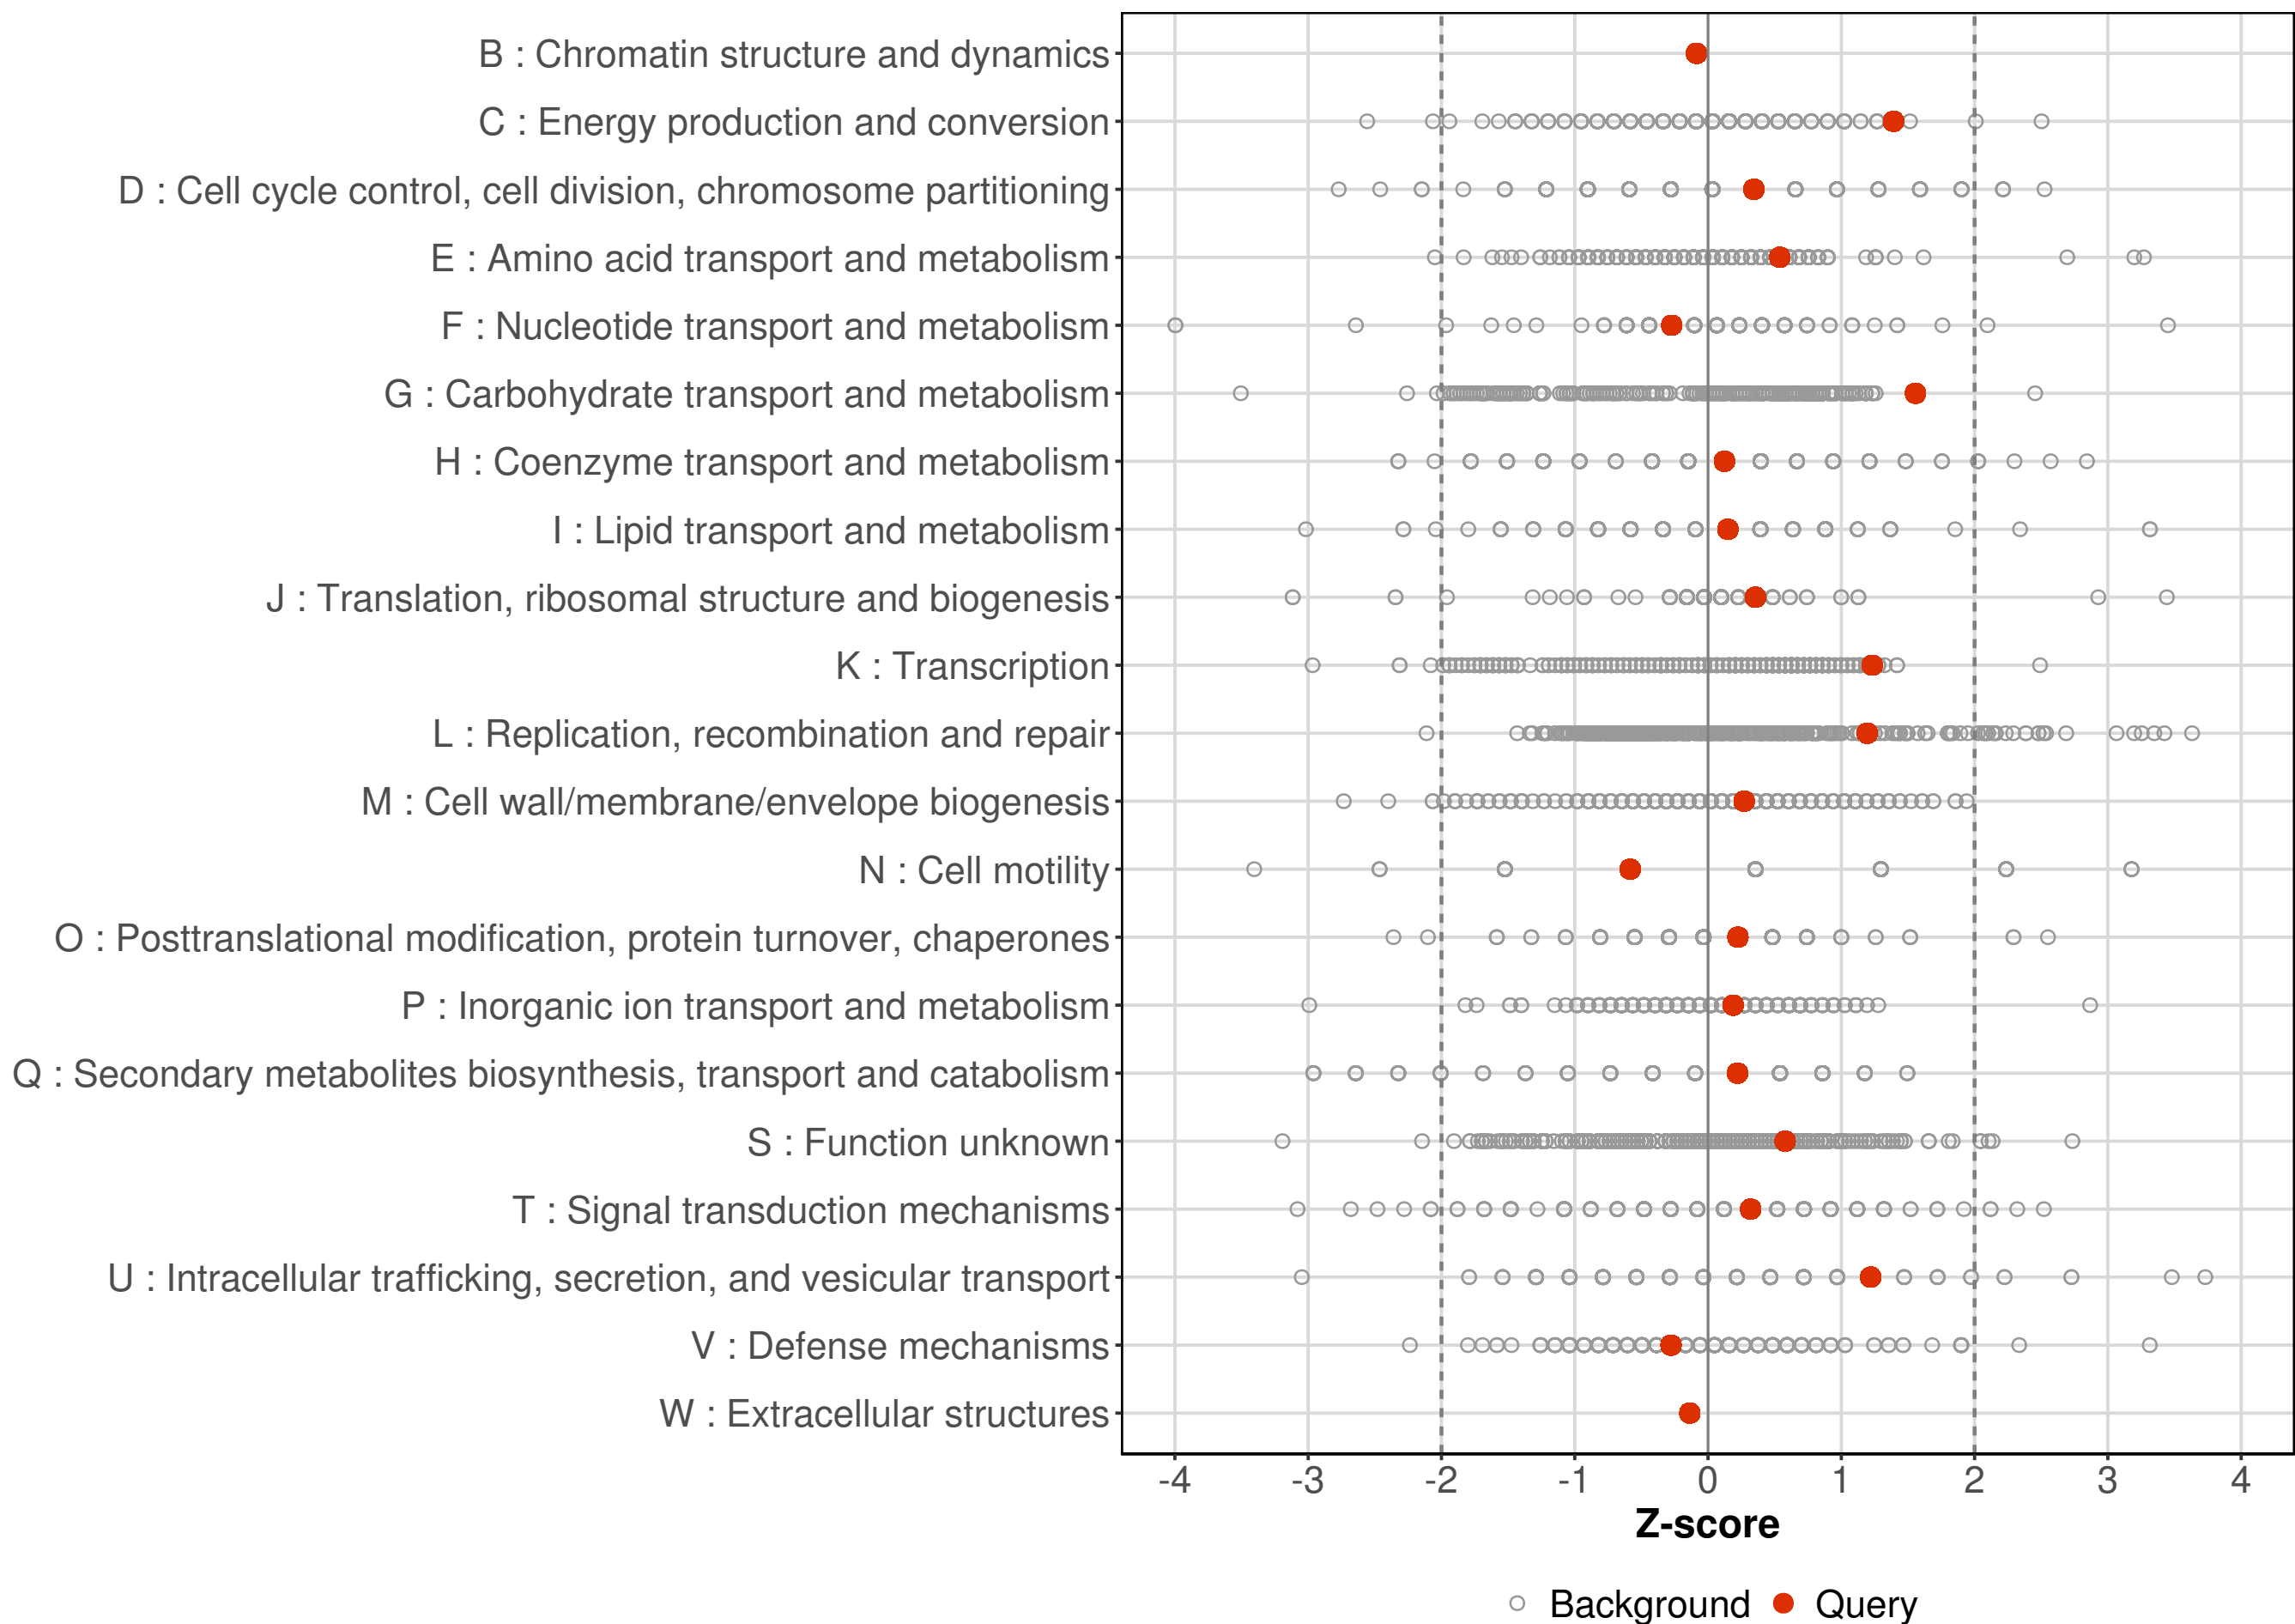 B : Chromatin structure and dynamics
C : Energy production and conversion
D : Cell cycle control, cell division, chromosome partitioning
E : Amino acid transport and metabolism
F : Nucleotide transport and metabolism
G : Carbohydrate transport and metabolism
H : Coenzyme transport and metabolism
I : Lipid transport and metabolism
J : Translation, ribosomal structure and biogenesis
K : Transcription
L : Replication, recombination and repair
M : Cell wall/membrane/envelope biogenesis
N : Cell motility
O : Posttranslational modification, protein turnover, chaperones
P : Inorganic ion transport and metabolism
Q : Secondary metabolites biosynthesis, transport and catabolism
S : Function unknown
T : Signal transduction mechanisms
U : Intracellular trafficking, secretion, and vesicular transport
V : Defense mechanisms
W : Extracellular structures
-4 -3 -2 -1 0 1 2 3 4
Z-score
Background Query